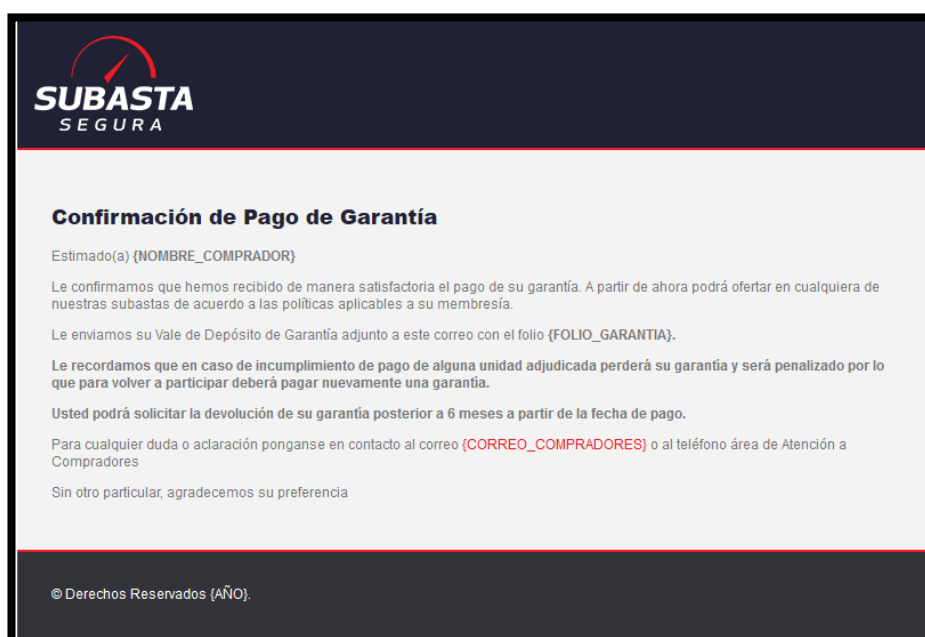 SUBASTA
SEGURA
Confirmación de Pago de Garantía
Estimado(a) {NOMBRE_COMPRADOR}
Le confirmamos que hemos recibido de manera satisfactoria el pago de su garantía. A partir de ahora podrá ofertar en cualquiera de
nuestras subastas de acuerdo a las políticas aplicables a su membresía.
Le enviamos su Vale de Depósito de Garantía adjunto a este correo con el folio {FOLIO_GARANTIA}.
Le recordamos que en caso de incumplimiento de pago de alguna unidad adjudicada perderá su garantía y será penalizado por lo
que para volver a participar deberá pagar nuevamente una garantía.
Usted podrá solicitar la devolución de su garantía posterior a 6 meses a partir de la fecha de pago.
Para cualquier duda o aclaración ponganse en contacto al correo {CORREO_COMPRADORES} o al teléfono área de Atención a
Compradores
Sin otro particular, agradecemos su preferencia
© Derechos Reservados {AÑO}.